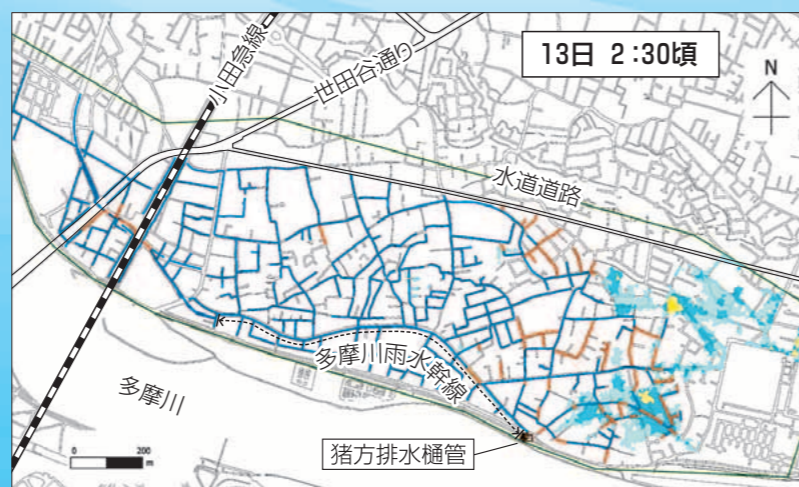 13日 2:30頃
N
小田急線
世田谷通り
水道道路
多摩川雨水幹線
多摩川
猪方排水樋管
0 200
m